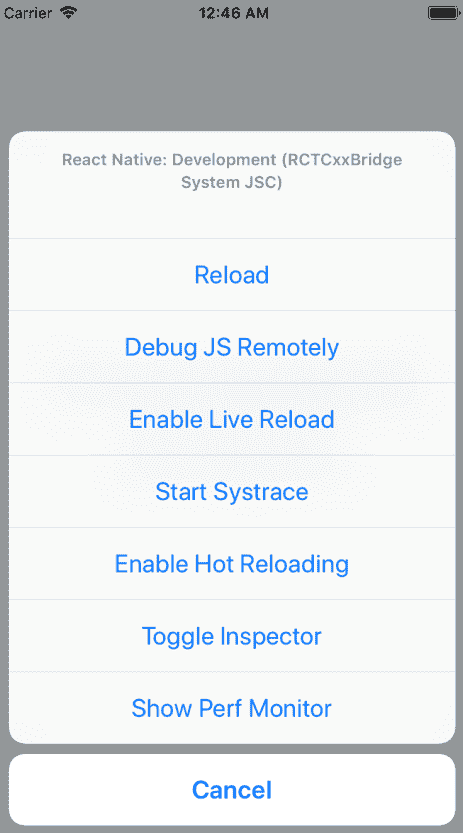 Carrier 12:46 AM
React Native: Development (RCTCxxBridge
System JSC)
Reload
Debug JS Remotely
Enable Live Reload
Start Systrace
Enable Hot Reloading
Toggle Inspector
Show Perf Monitor
Cancel